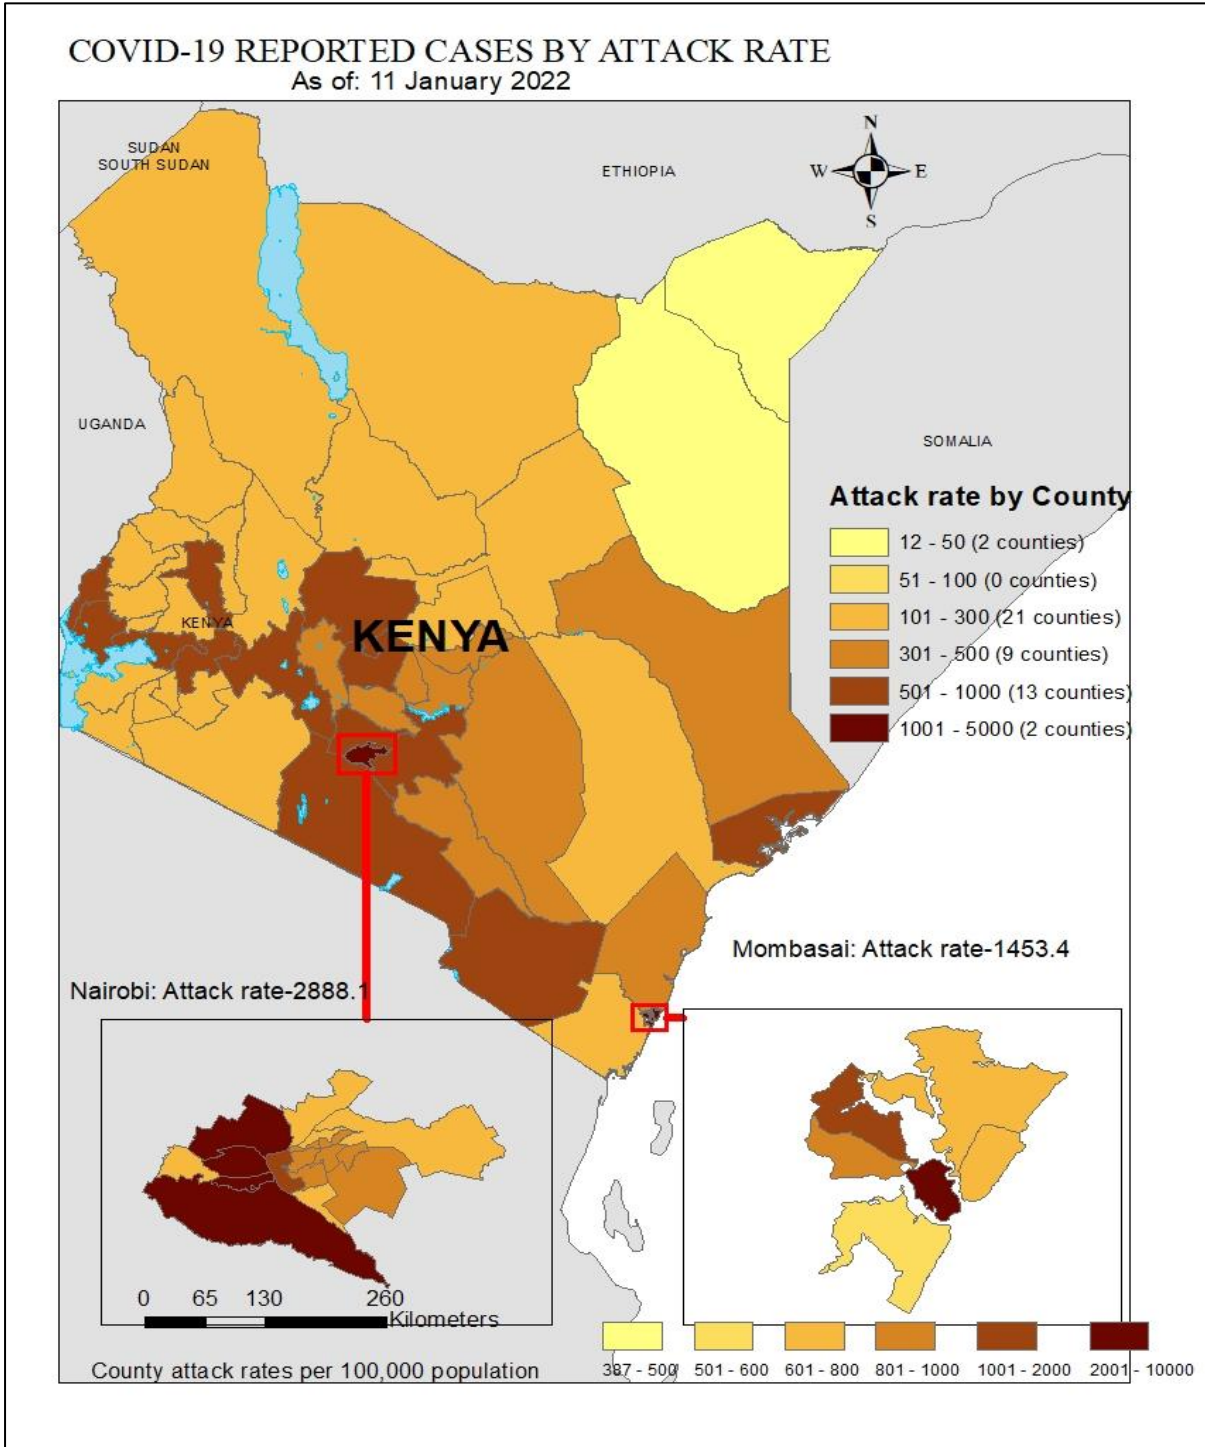 COVID-19 REPORTED CASES BY ATTACK RATE
As of: 11 January 2022
N
W
E
S
SUDAN
SOUTH SUDAN
ETHIOPIA
UGANDA
SOMALIA
Attack rate by County
12 - 50 (2 counties)
51 - 100 (0 counties)
101 - 300 (21 counties)
301 - 500 (9 counties)
501 - 1000 (13 counties)
1001 - 5000 (2 counties)
KENYA
KENYA
Mombasai: Attack rate-1453.4
Nairobi: Attack rate-2888.1
0 65 130 260
Kilometers
County attack rates per 100,000 population
387 - 500 501 - 600 601 - 800 801 - 1000 1001 - 2000 2001 - 10000